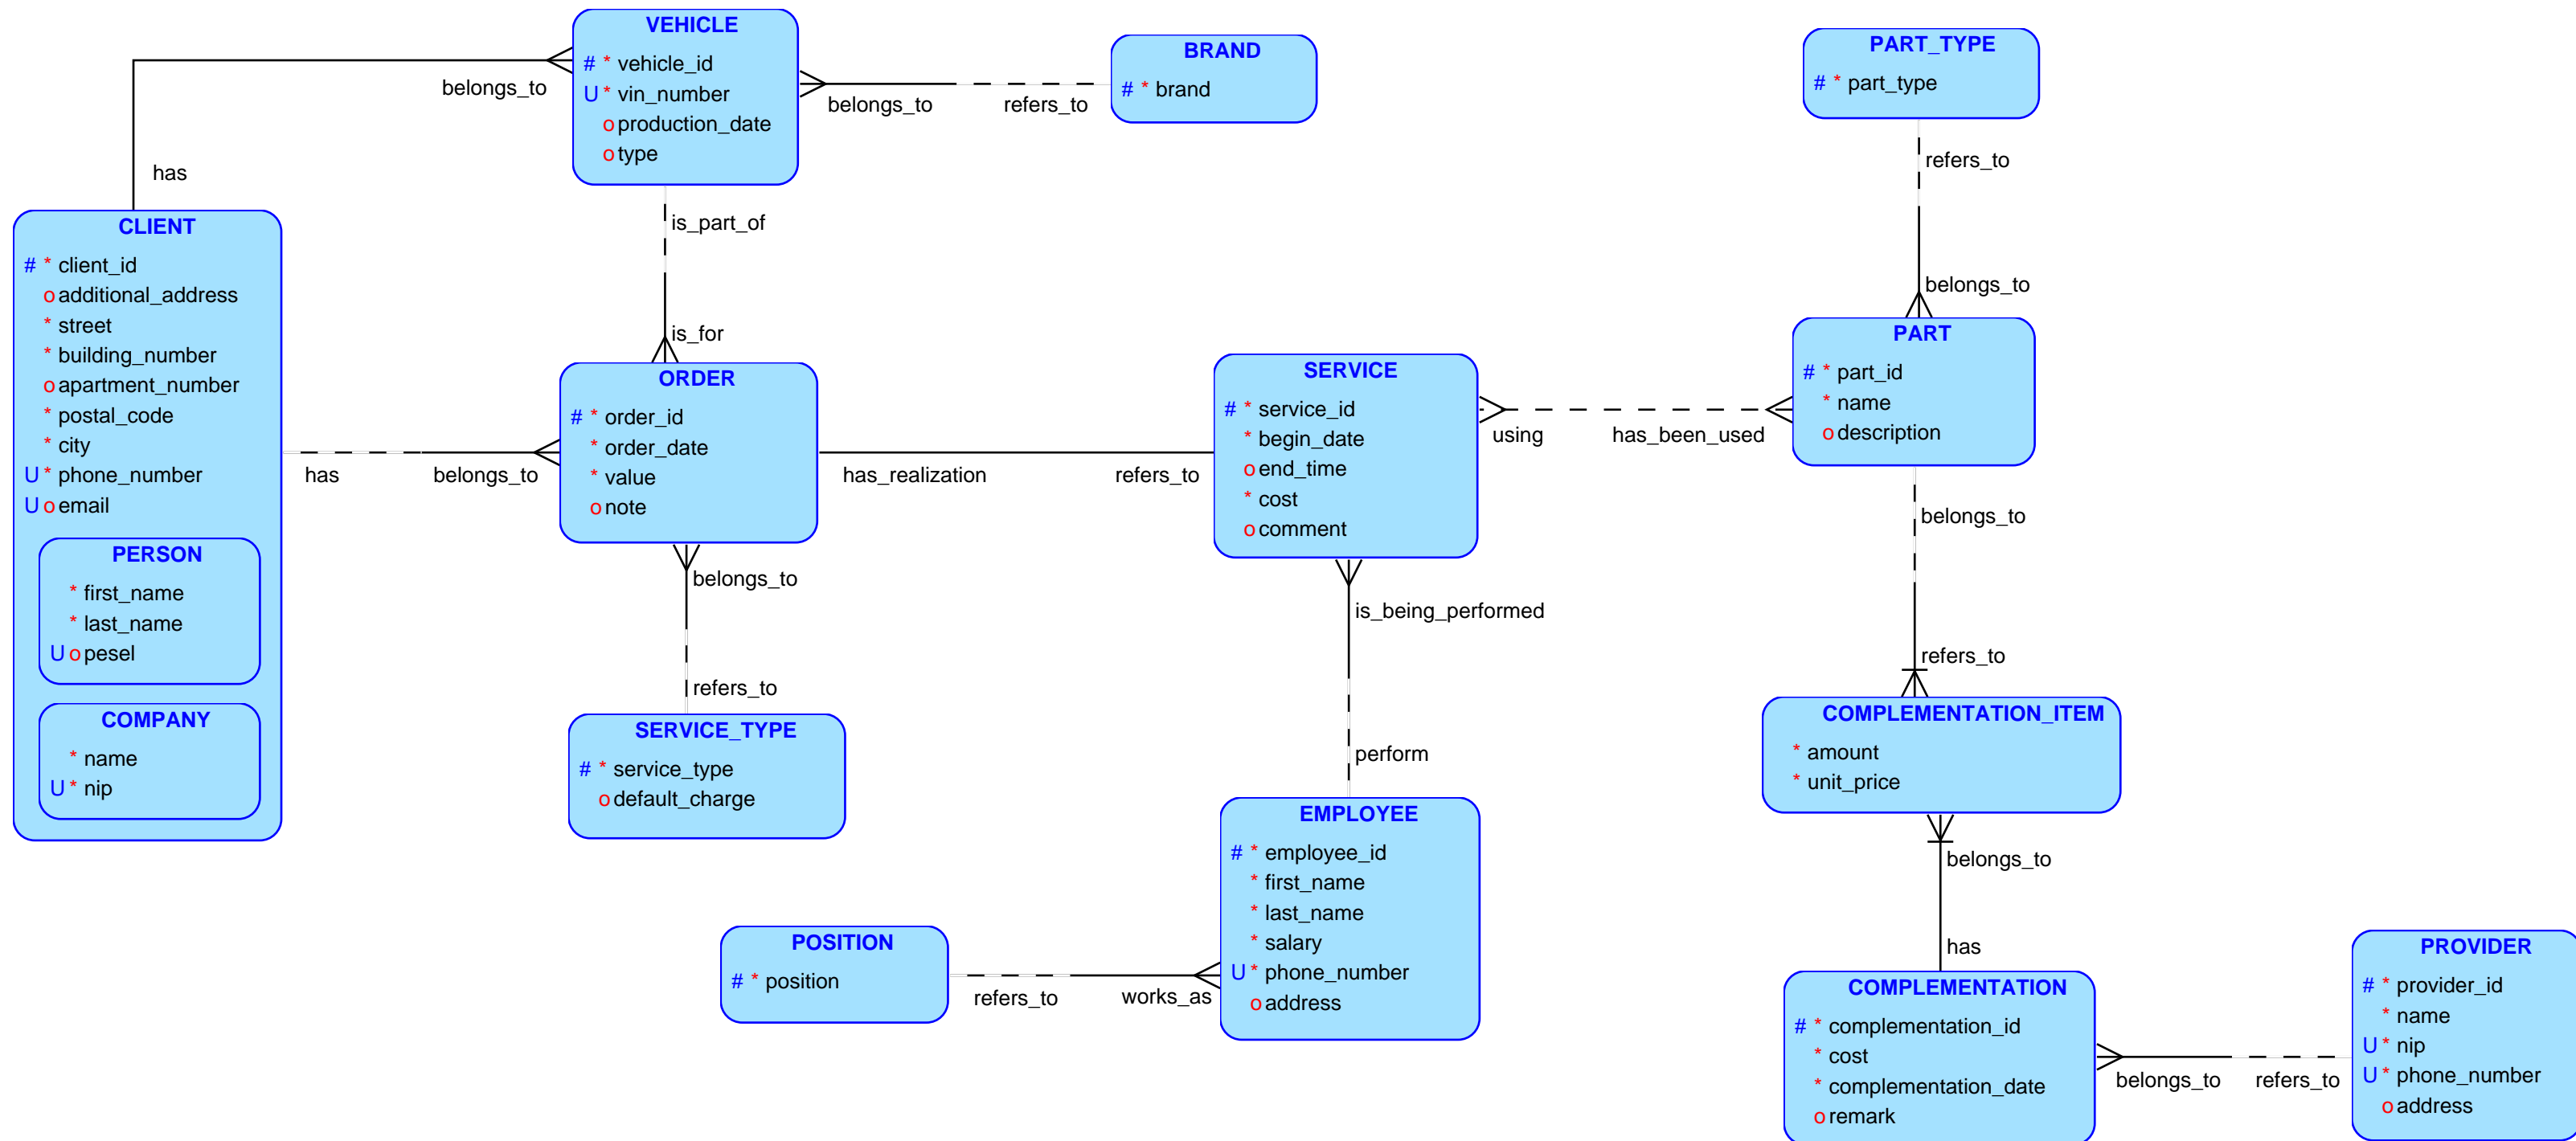 VEHICLE
# * vehicle_id
U * vin_number
o production_date
o type
belongs_to
has
belongs_to
refers_to
BRAND
# * brand
PART_TYPE
# * part_type
refers_to
belongs_to
is_part_of
is_for
CLIENT
# * client_id
o additional_address
* street
* building_number
o apartment_number
* postal_code
* city
U * phone_number
U o email
PERSON
* first_name
* last_name
U o pesel
COMPANY
* name
U * nip
has
belongs_to
ORDER
# * order_id
* order_date
* value
o note
has_realization
refers_to
SERVICE
# * service_id
* begin_date
o end_time
* cost
o comment
using
has_been_used
PART
# * part_id
* name
o description
belongs_to
refers_to
belongs_to
refers_to
SERVICE_TYPE
# * service_type
o default_charge
is_being_performed
perform
EMPLOYEE
# * employee_id
* first_name
* last_name
* salary
U * phone_number
o address
POSITION
# * position
refers_to
works_as
COMPLEMENTATION_ITEM
* amount
* unit_price
belongs_to
has
COMPLEMENTATION
# * complementation_id
* cost
* complementation_date
o remark
belongs_to
refers_to
PROVIDER
# * provider_id
* name
U * nip
U * phone_number
o address